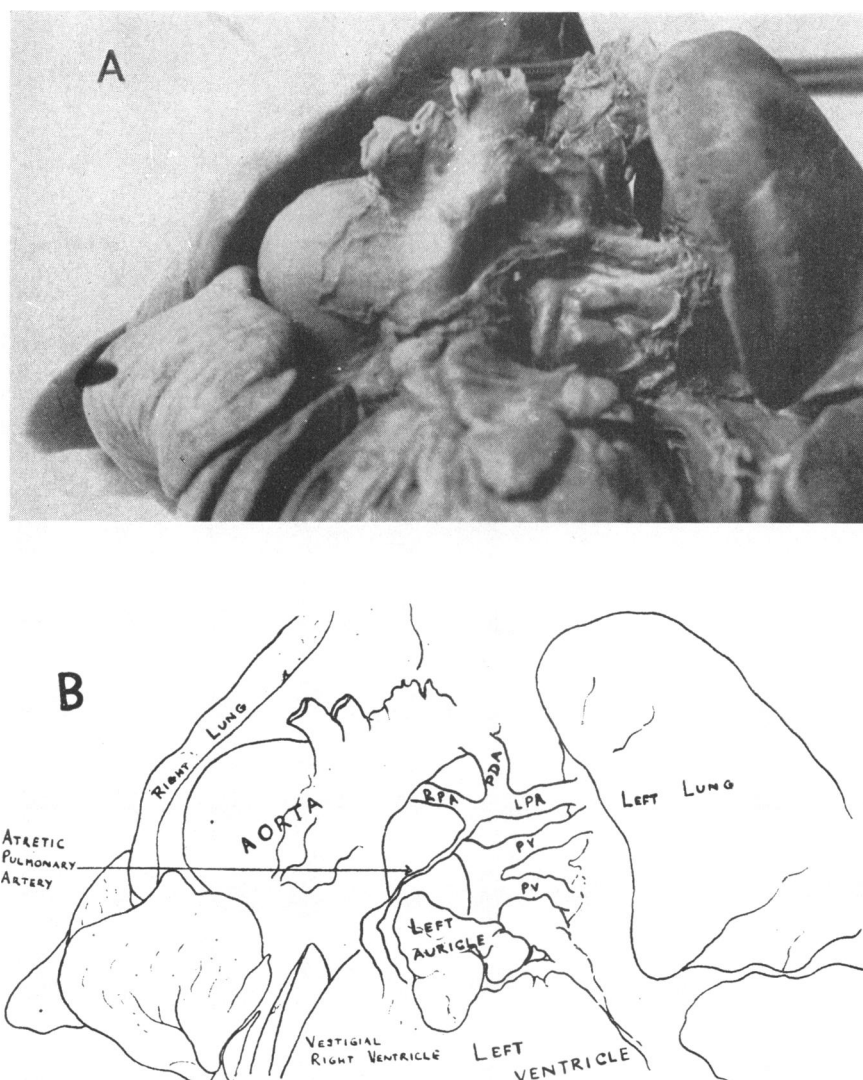 A
B
RIGHT LUNG
AORTA
RPA
PDA
LPA
LEFT LUNG
PV
PV
ATRETIC
PULMONARY
ARTERY
LEFT
AURICLE
VESTIGIAL
RIGHT VENTRICLE
LEFT
VENTRICLE